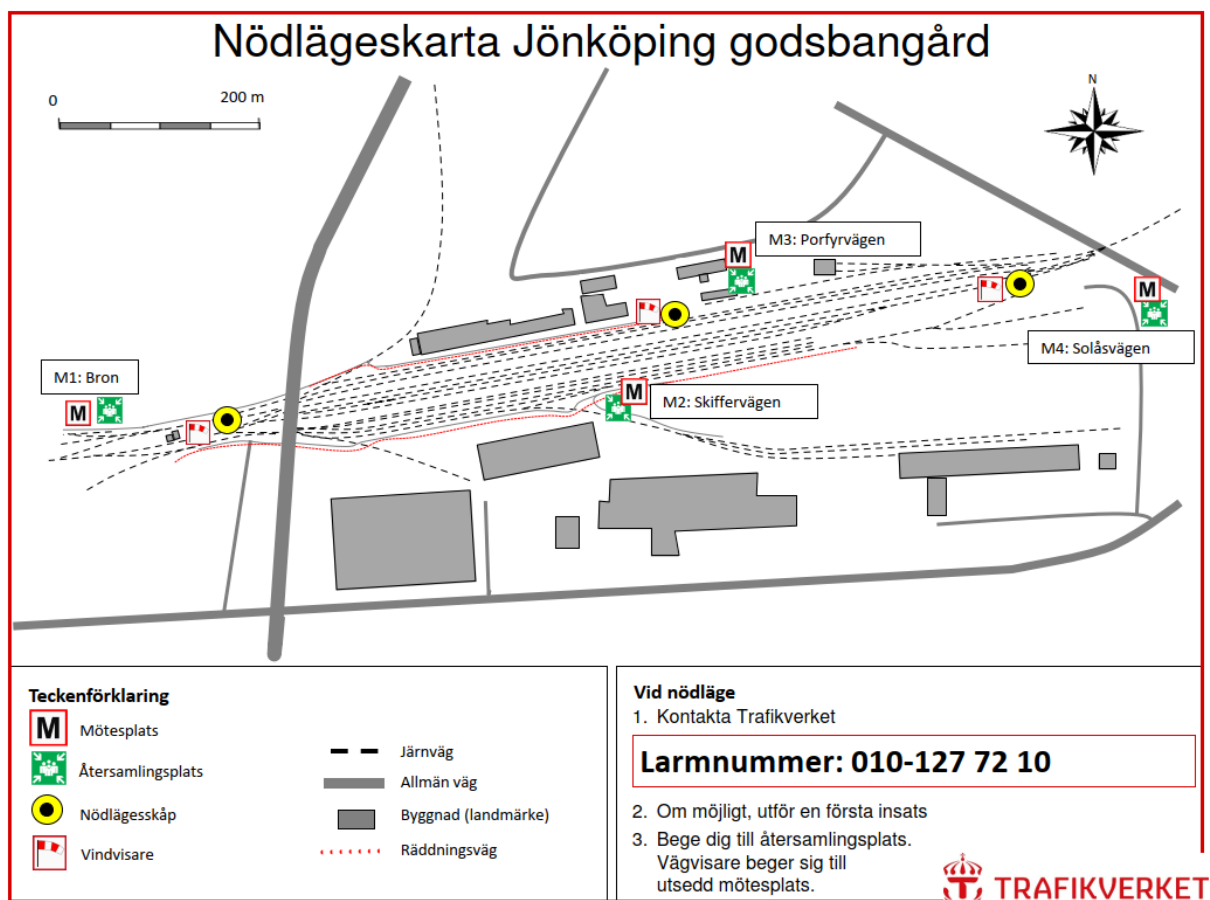 Nödlägeskarta Jönköping godsbangård
0
200 m
N
M3: Porfyrvägen
M
M
M4: Solåsvägen
M1: Bron
M
M
M2: Skiffervägen
Teckenförklaring
M
Mötesplats
Återsamlingsplats
Nödlägesskåp
Vindvisare
Järnväg
Allmän väg
Byggnad (landmärke)
Räddningsväg
Vid nödläge
1. Kontakta Trafikverket
Larmnummer: 010-127 72 10
2. Om möjligt, utför en första insats
3. Bege dig till återsamlingsplats.
Vägvisare beger sig till
utsedd mötesplats.
TRAFIKVERKET